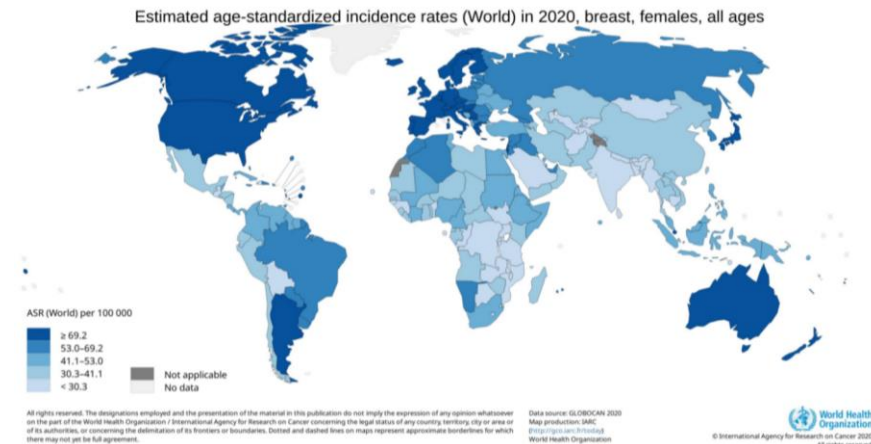 Estimated age-standardized incidence rates (World) in 2020, breast, females, all ages
ASR (World) per 100 000
≥ 69.2
53.0–69.2
41.1–53.0
30.3–41.1
< 30.3
Not applicable
No data
All rights reserved. The designations employed and the presentation of the material in this publication do not imply the expression of any opinion whatsoever
on the part of the World Health Organization / International Agency for Research on Cancer concerning the legal status of any country, territory, city or area or
of its authorities, or concerning the delimitation of its frontiers or boundaries. Dotted and dashed lines on maps represent approximate borderlines for which
there may not yet be full agreement.
Data source: GLOBOCAN 2020
Map production: IARC
(http://gco.iarc.fr/today)
World Health Organization
World Health
Organization
© International Agency for Research on Cancer 2020
All rights reserved